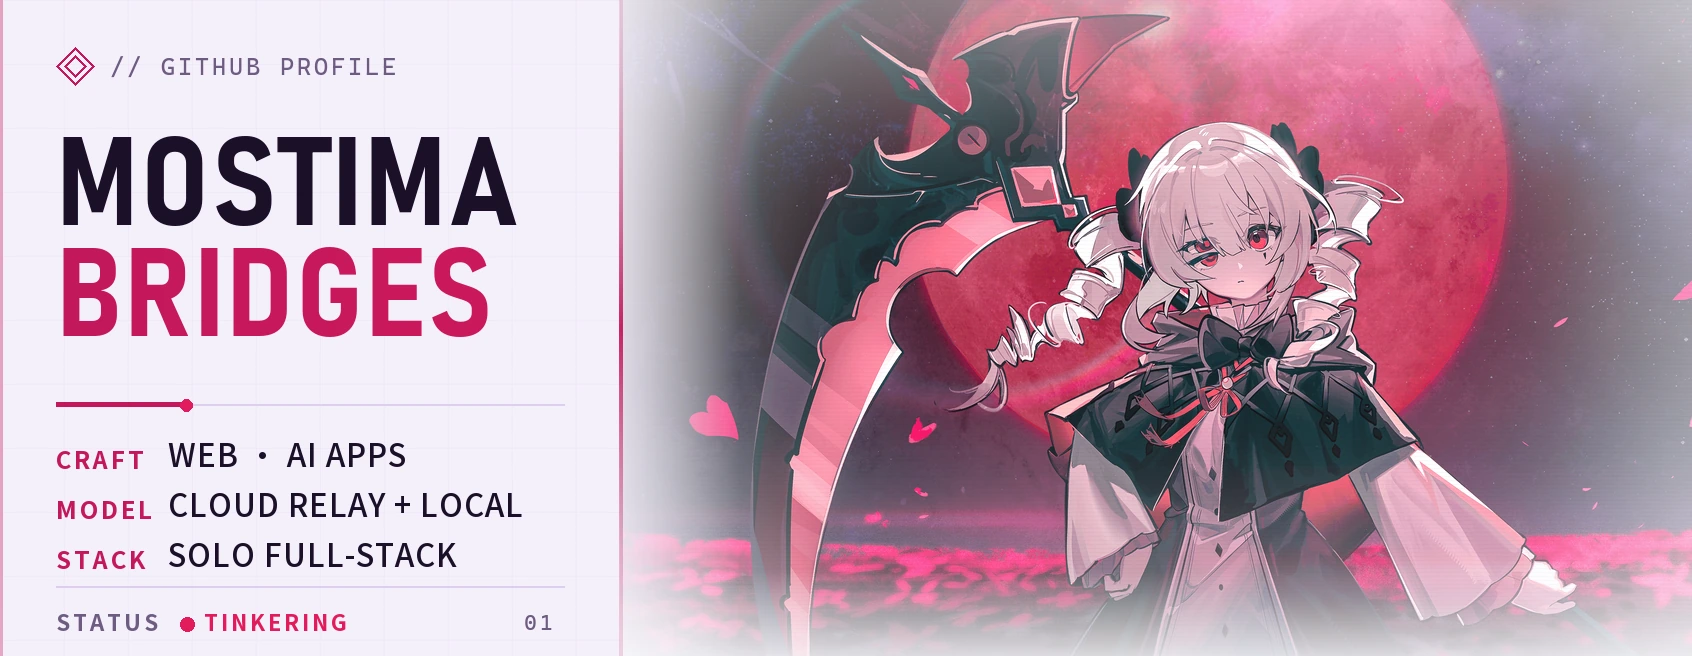 // GITHUB PROFILE
MOSTIMA
BRIDGES
CRAFT WEB · AI APPS
MODEL CLOUD RELAY + LOCAL
STACK SOLO FULL-STACK
STATUS ● TINKERING 01